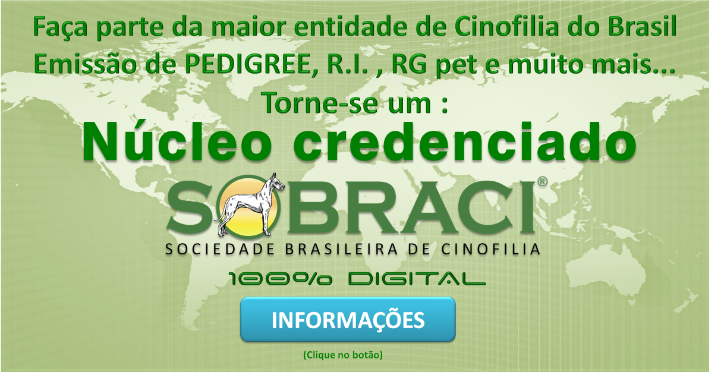 Faça parte da maior entidade de Cinofilia do Brasil
Emissão de PEDIGREE, R.I. , RG pet e muito mais...
Torne-se um :
Núcleo credenciado
SOBRACI®
SOCIEDADE BRASILEIRA DE CINOFILIA
100% DIGITAL
INFORMAÇÕES
(Clique no botão)